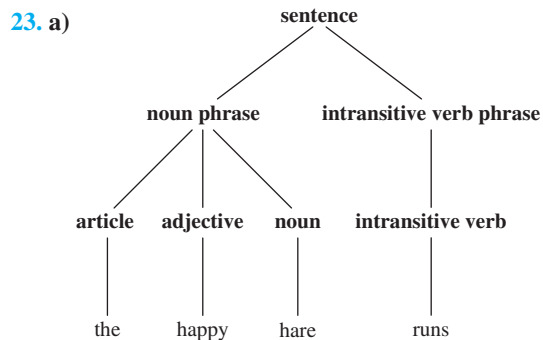 23. a)
sentence
noun phrase intransitive verb phrase
article adjective noun intransitive verb
the happy hare runs